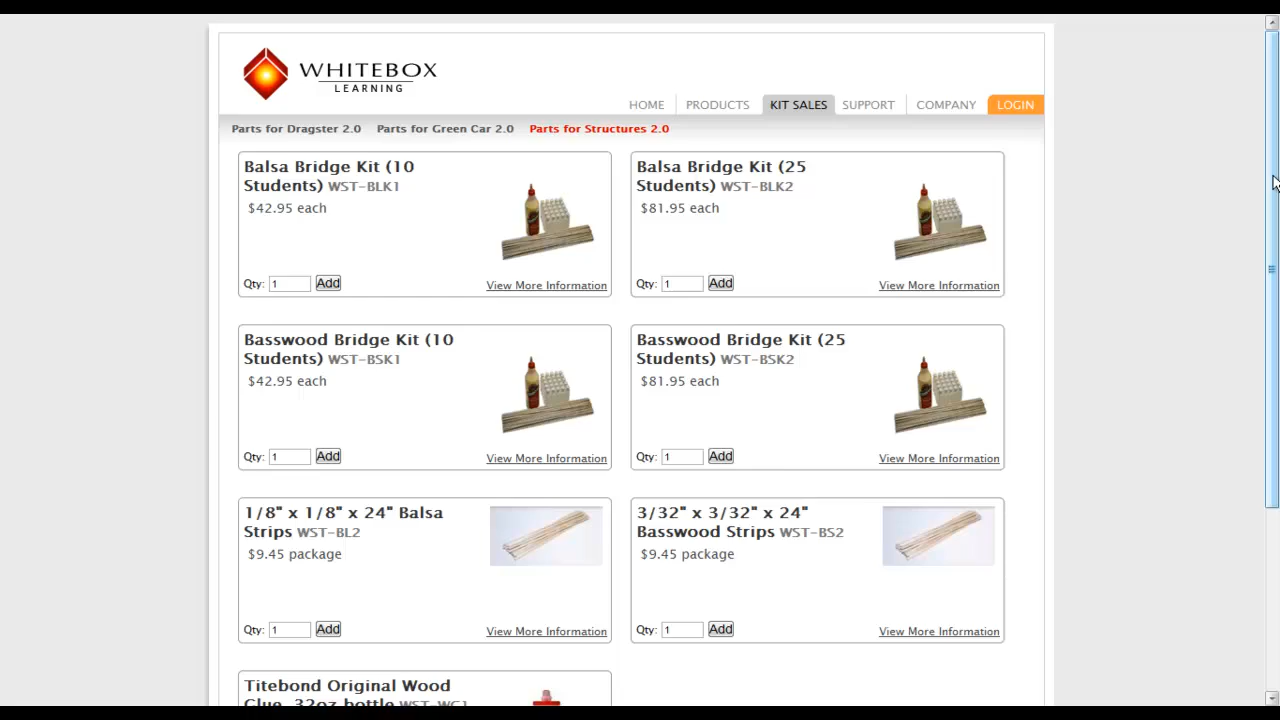 WHITEBOX
LEARNING
HOME PRODUCTS KIT SALES SUPPORT COMPANY LOGIN
Parts for Dragster 2.0 Parts for Green Car 2.0 Parts for Structures 2.0
Balsa Bridge Kit (10
Students) WST-BLK1
$42.95 each
Qty: 1 Add View More Information
Balsa Bridge Kit (25
Students) WST-BLK2
$81.95 each
Qty: 1 Add View More Information
Basswood Bridge Kit (10
Students) WST-BSK1
$42.95 each
Qty: 1 Add View More Information
Basswood Bridge Kit (25
Students) WST-BSK2
$81.95 each
Qty: 1 Add View More Information
1/8" x 1/8" x 24" Balsa
Strips WST-BL2
$9.45 package
Qty: 1 Add View More Information
3/32" x 3/32" x 24"
Basswood Strips WST-BS2
$9.45 package
Qty: 1 Add View More Information
Titebond Original Wood
Glue, 32oz bottle WST-WG1